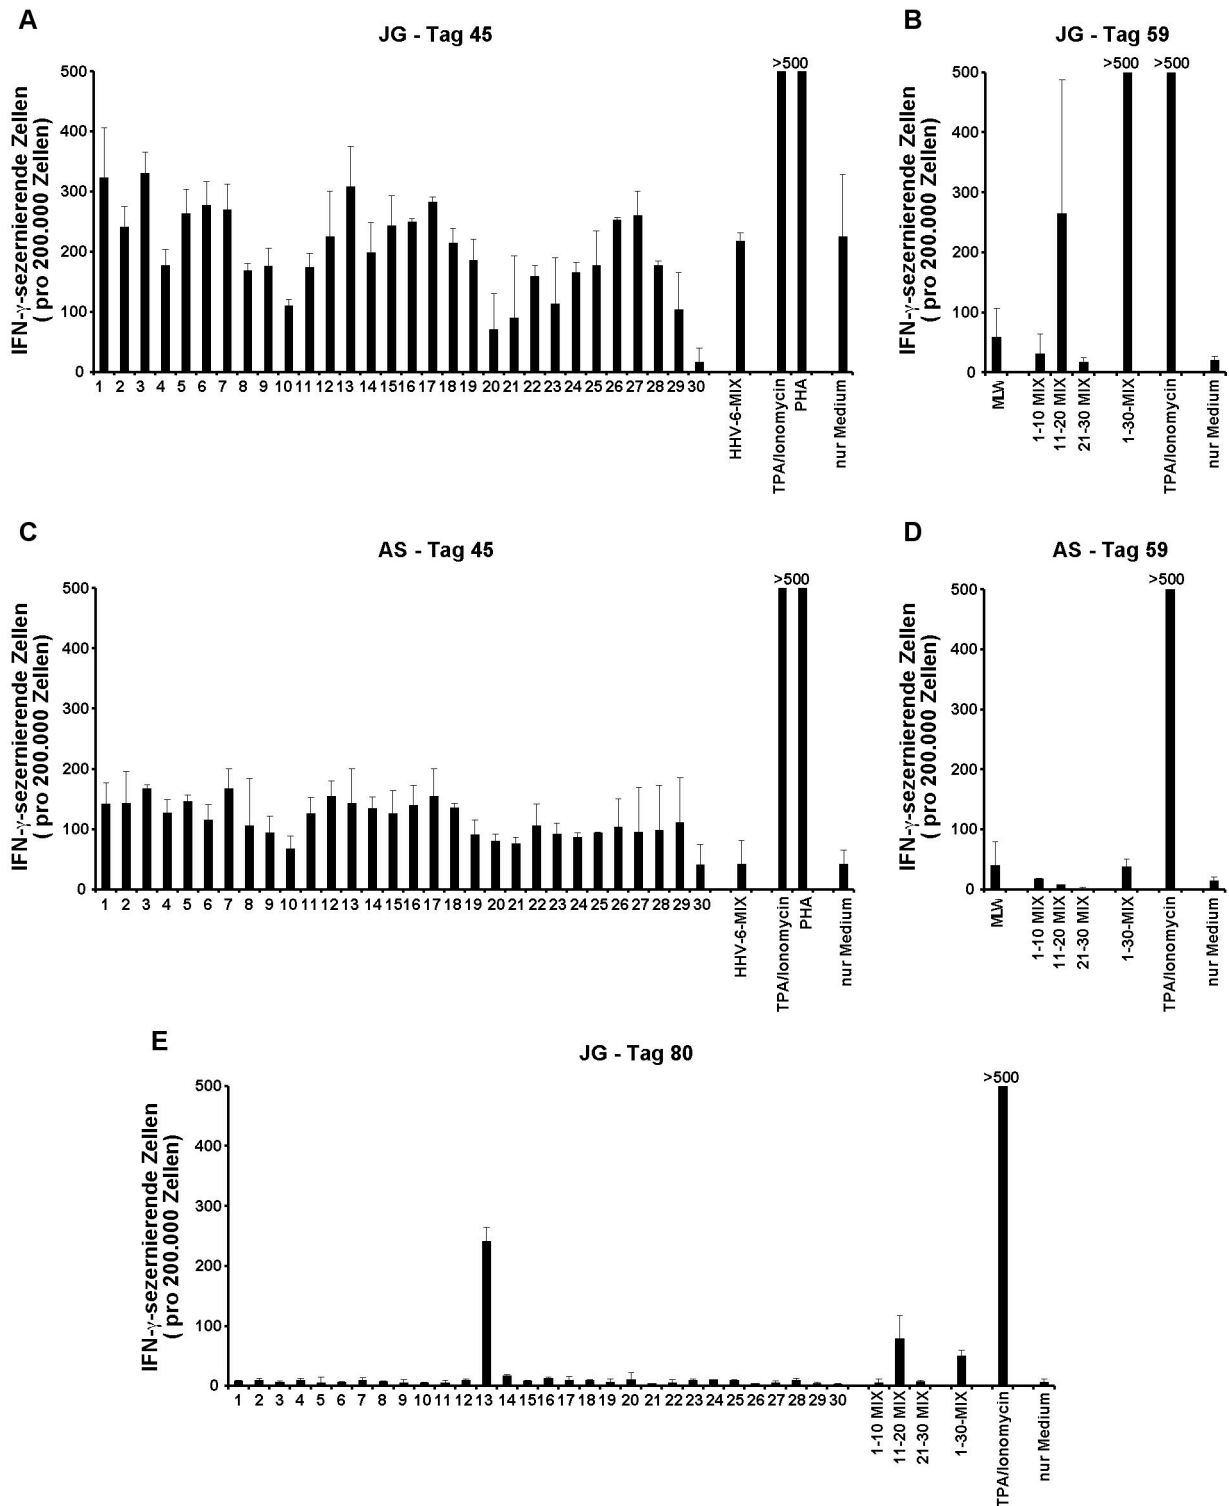 A
JG - Tag 45
IFN-γ-sezernierende Zellen
( pro 200.000 Zellen)
500
400
300
200
100
0
>500
1 2 3 4 5 6 7 8 9 10 11 12 13 14 15 16 17 18 19 20 21 22 23 24 25 26 27 28 29 30
HHV-6-MIX
TPA/Ionomycin
PHA
nur Medium
B
JG - Tag 59
IFN-γ-sezernierende Zellen
( pro 200.000 Zellen)
500
400
300
200
100
0
>500 >500
MLW
1-10 MIX
11-20 MIX
21-30 MIX
1-30-MIX
TPA/Ionomycin
nur Medium
C
AS - Tag 45
IFN-γ-sezernierende Zellen
( pro 200.000 Zellen)
500
400
300
200
100
0
>500
1 2 3 4 5 6 7 8 9 10 11 12 13 14 15 16 17 18 19 20 21 22 23 24 25 26 27 28 29 30
HHV-6-MIX
TPA/Ionomycin
PHA
nur Medium
D
AS - Tag 59
IFN-γ-sezernierende Zellen
( pro 200.000 Zellen)
500
400
300
200
100
0
>500
MLW
1-10 MIX
11-20 MIX
21-30 MIX
1-30-MIX
TPA/Ionomycin
nur Medium
E
JG - Tag 80
IFN-γ-sezernierende Zellen
( pro 200.000 Zellen)
500
400
300
200
100
0
>500
1 2 3 4 5 6 7 8 9 10 11 12 13 14 15 16 17 18 19 20 21 22 23 24 25 26 27 28 29 30
1-10 MIX
11-20 MIX
21-30 MIX
1-30-MIX
TPA/Ionomycin
nur Medium